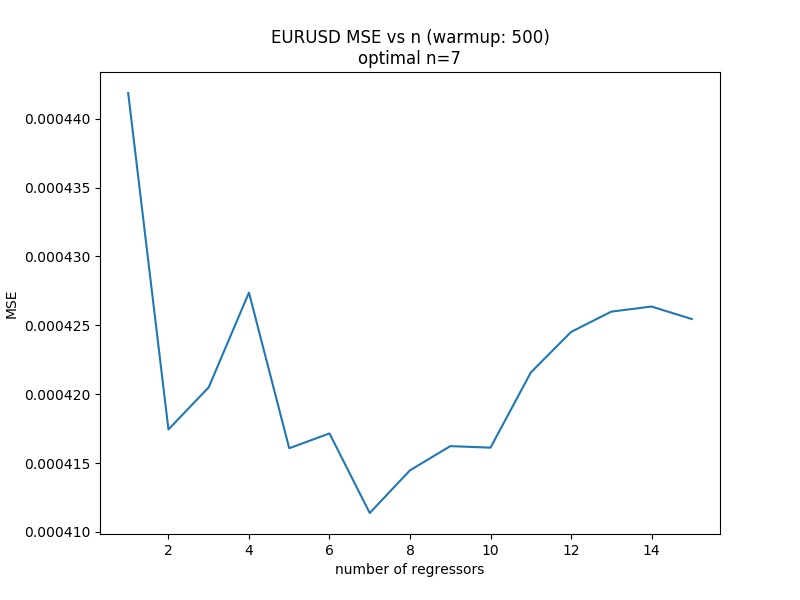 EURUSD MSE vs n (warmup: 500)
optimal n=7
0.000440
0.000435
0.000430
0.000425
0.000420
0.000415
0.000410
MSE
2 4 6 8 10 12 14
number of regressors